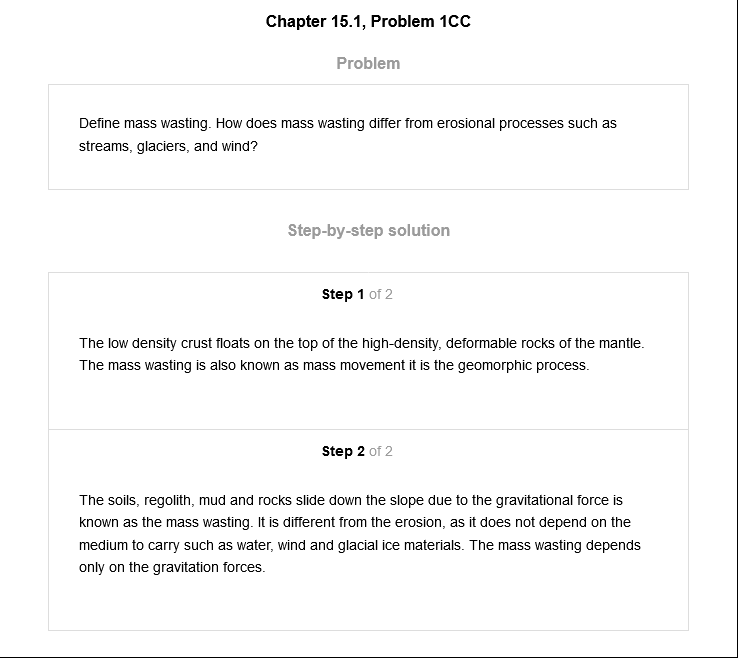 Chapter 15.1, Problem 1CC
Problem
Define mass wasting. How does mass wasting differ from erosional processes such as
streams, glaciers, and wind?
Step-by-step solution
Step 1 of 2
The low density crust floats on the top of the high-density, deformable rocks of the mantle.
The mass wasting is also known as mass movement it is the geomorphic process.
Step 2 of 2
The soils, regolith, mud and rocks slide down the slope due to the gravitational force is
known as the mass wasting. It is different from the erosion, as it does not depend on the
medium to carry such as water, wind and glacial ice materials. The mass wasting depends
only on the gravitation forces.